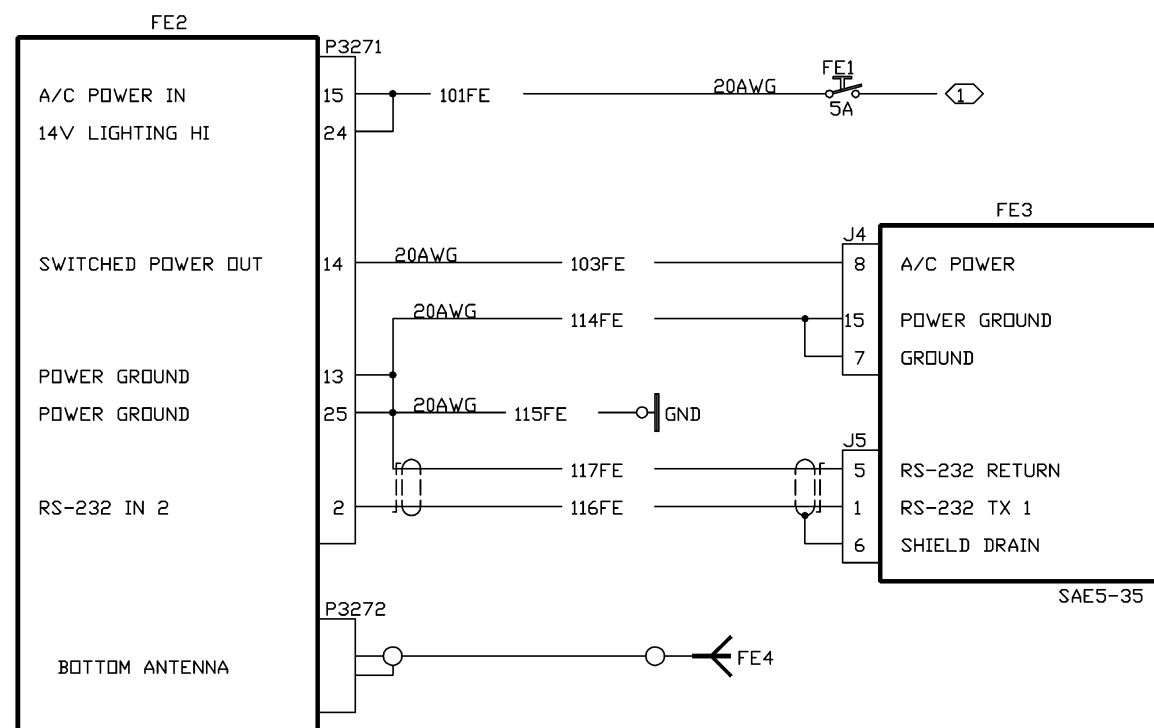 FE2
P3271
A/C POWER IN 15 101FE 20AWG FE1 5A 1
14V LIGHTING HI 24
FE3
J4
SWITCHED POWER OUT 14 20AWG 103FE 8 A/C POWER
20AWG 114FE 15 POWER GROUND
7 GROUND
POWER GROUND 13
POWER GROUND 25 20AWG 115FE GND
J5
117FE 5 RS-232 RETURN
RS-232 IN 2 2 116FE 1 RS-232 TX 1
6 SHIELD DRAIN
SAE5-35
P3272
BOTTOM ANTENNA FE4